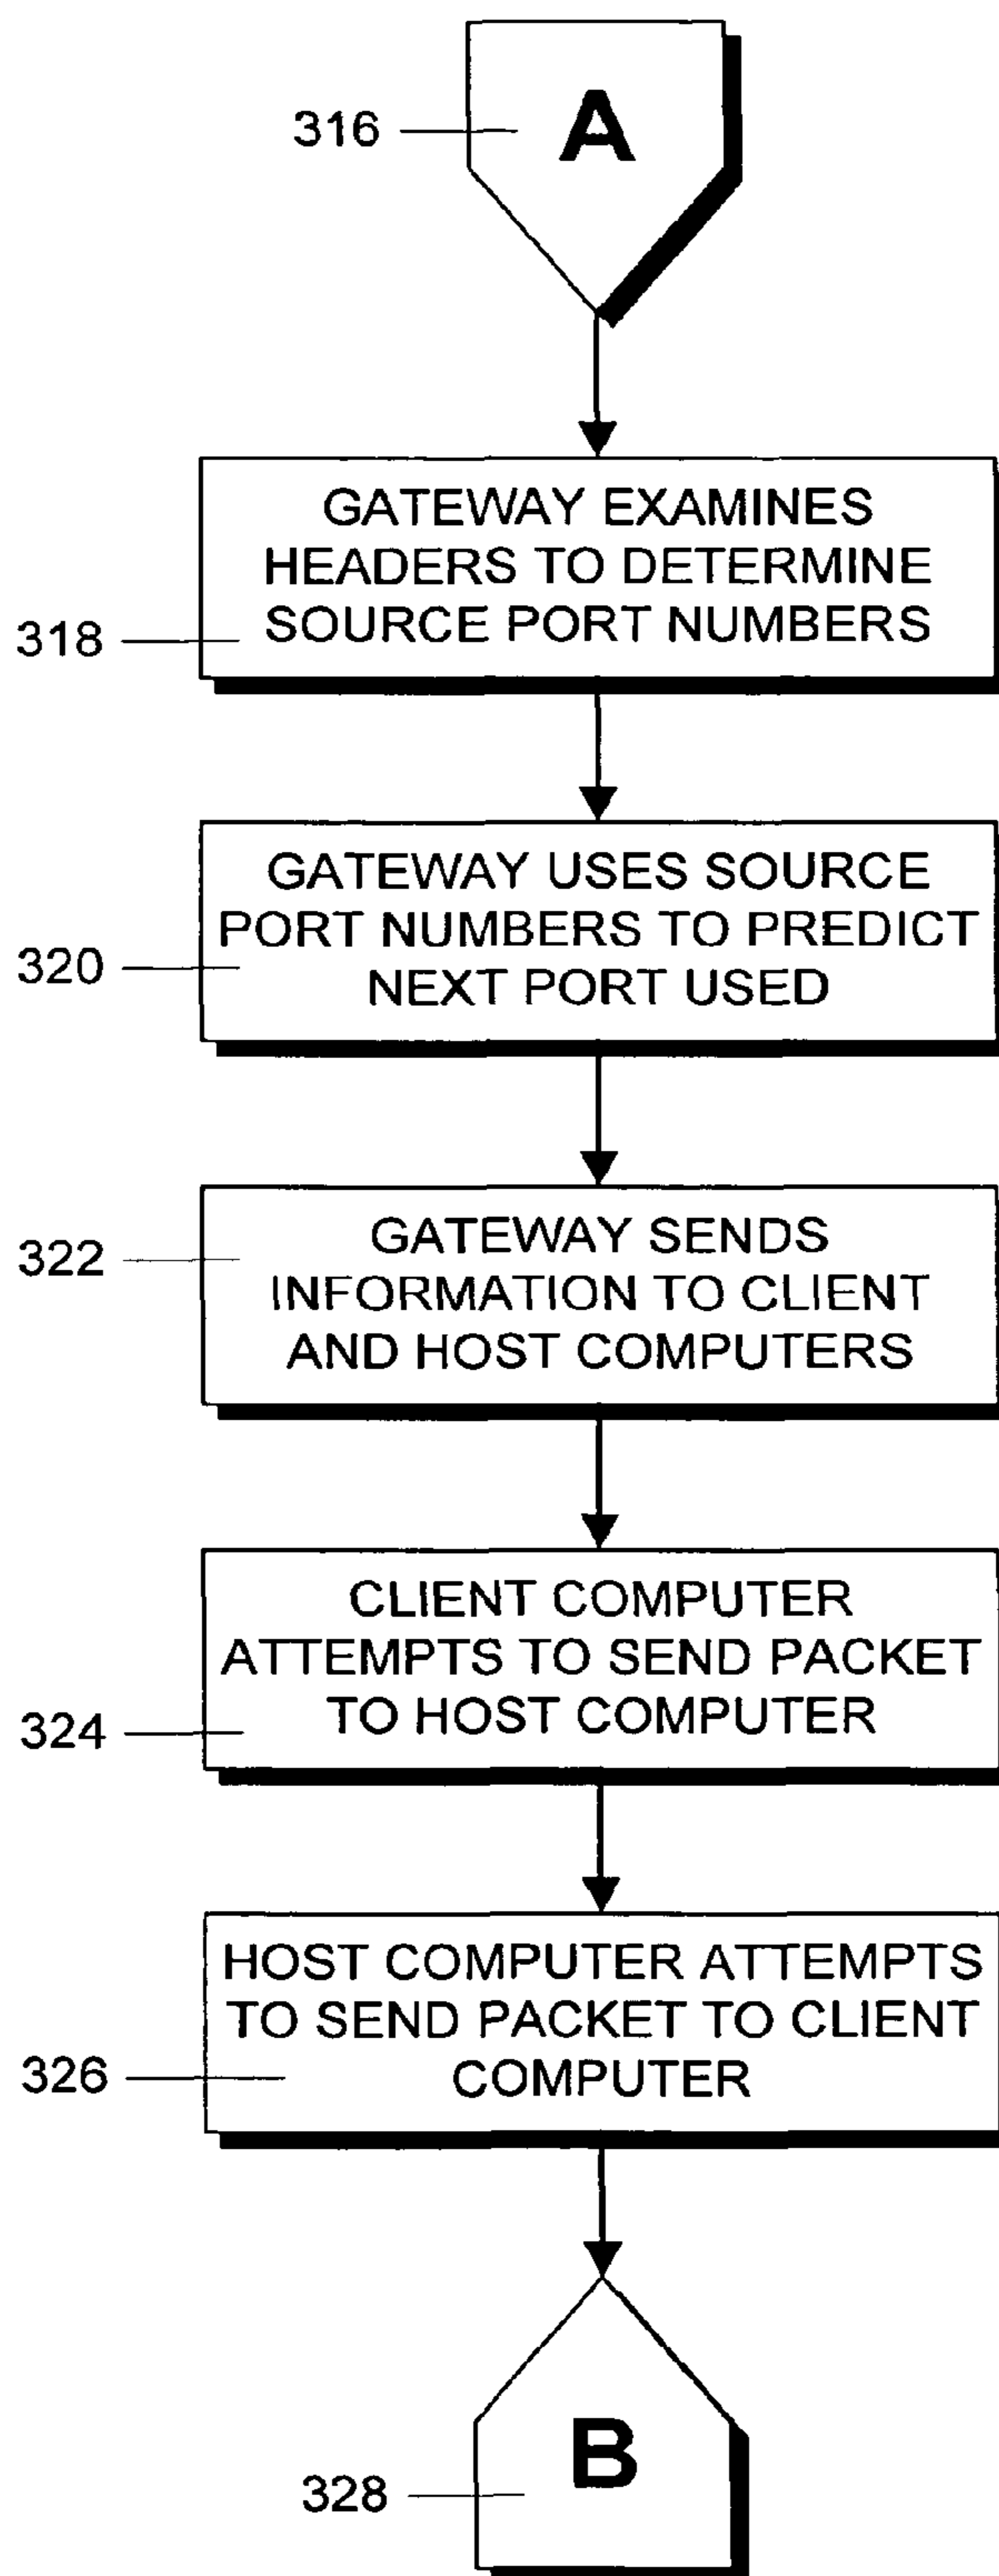 316
A
GATEWAY EXAMINES
HEADERS TO DETERMINE
318
SOURCE PORT NUMBERS
GATEWAY USES SOURCE
PORT NUMBERS TO PREDICT
320
NEXT PORT USED
322
GATEWAY SENDS
INFORMATION TO CLIENT
AND HOST COMPUTERS
CLIENT COMPUTER
ATTEMPTS TO SEND PACKET
324
TO HOST COMPUTER
HOST COMPUTER ATTEMPTS
TO SEND PACKET TO CLIENT
326
COMPUTER
328
B